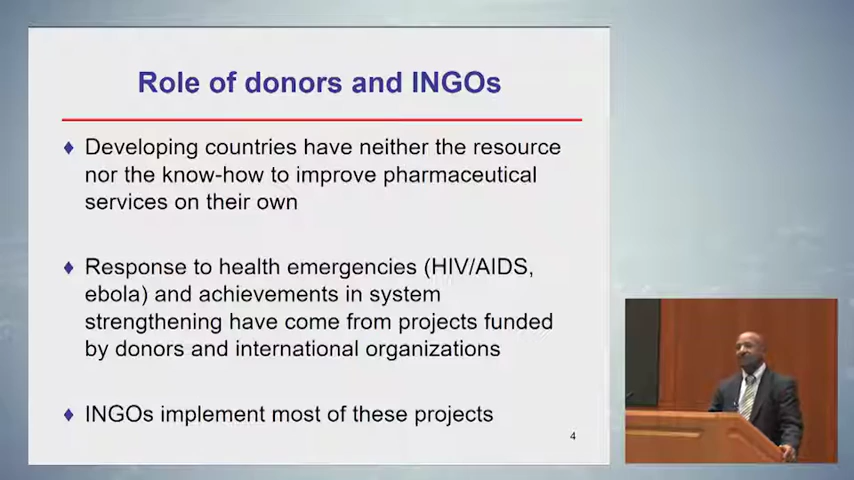 Role of donors and INGOs
♦ Developing countries have neither the resource
nor the know-how to improve pharmaceutical
services on their own
♦ Response to health emergencies (HIV/AIDS,
ebola) and achievements in system
strengthening have come from projects funded
by donors and international organizations
♦ INGOs implement most of these projects
4